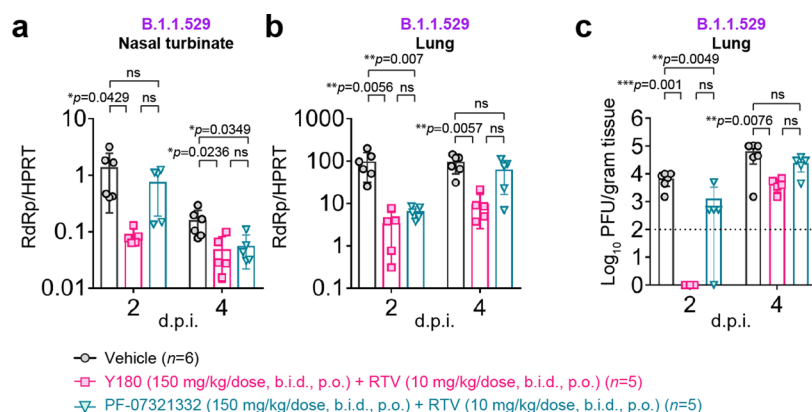 a
B.1.1.529
Nasal turbinate
ns
*p=0.0429
ns
*p=0.0349
*p=0.0236
ns
RdRp/HPRT
10
1
0.1
0.01
2
4
d.p.i.
b
B.1.1.529
Lung
**p=0.007
**p=0.0056
ns
ns
**p=0.0057
ns
RdRp/HPRT
1000
100
10
1
0.1
2
4
d.p.i.
c
B.1.1.529
Lung
**p=0.0049
***p=0.001
ns
ns
**p=0.0076
ns
Log10 PFU/gram tissue
6
5
4
3
2
1
0
2
4
d.p.i.
Vehicle (n=6)
Y180 (150 mg/kg/dose, b.i.d., p.o.) + RTV (10 mg/kg/dose, b.i.d., p.o.) (n=5)
PF-07321332 (150 mg/kg/dose, b.i.d., p.o.) + RTV (10 mg/kg/dose, b.i.d., p.o.) (n=5)